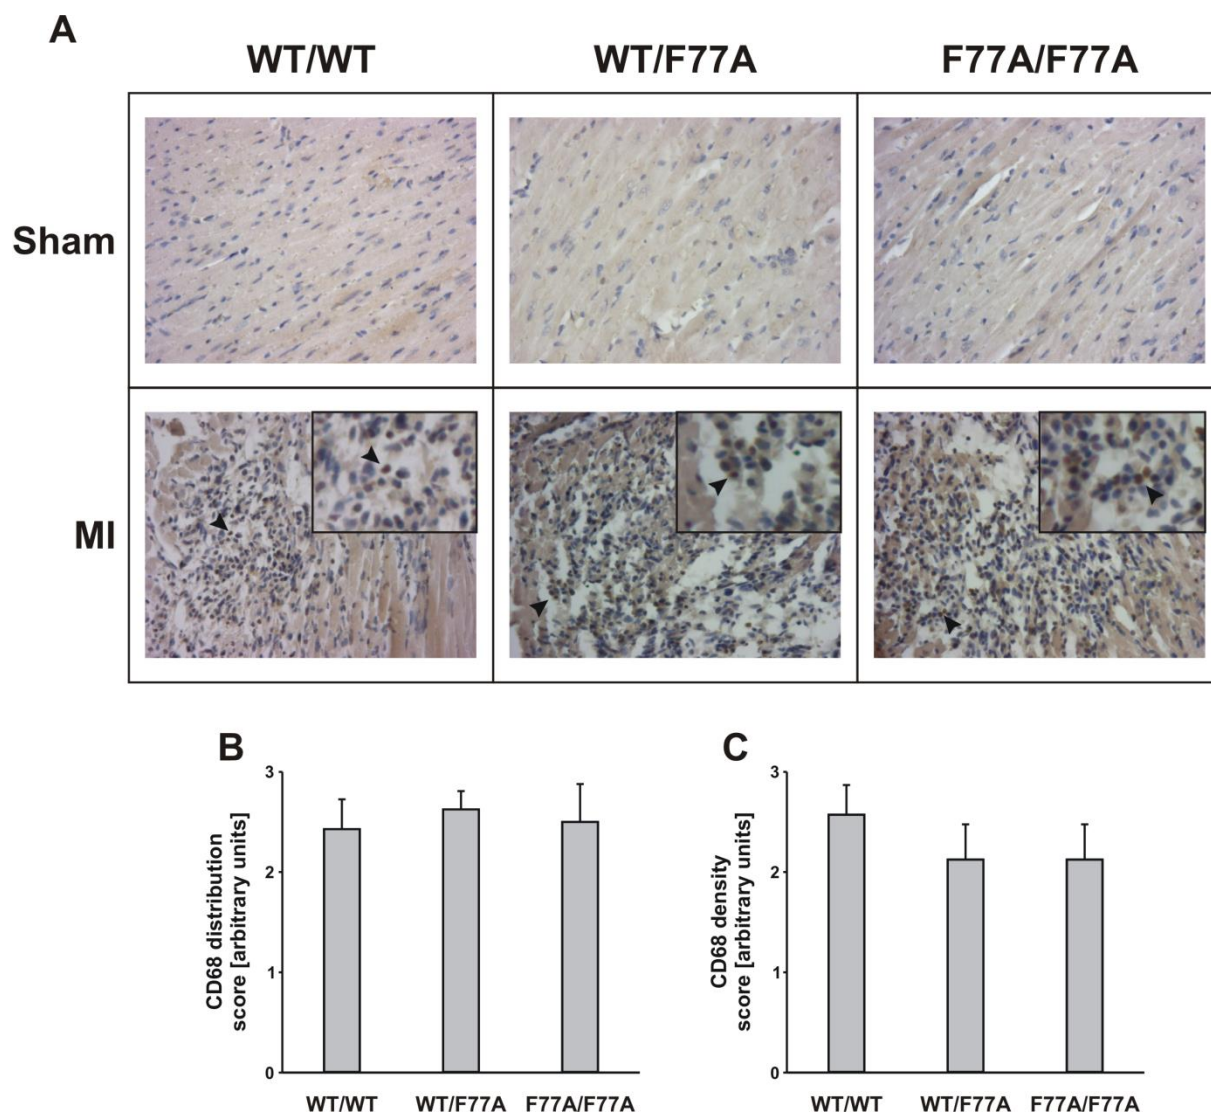 A
WT/WT WT/F77A F77A/F77A
Sham
MI
B
CD68 distribution
score [arbitrary units]
3
2
1
0
WT/WT WT/F77A F77A/F77A
C
CD68 density
score [arbitrary units]
3
2
1
0
WT/WT WT/F77A F77A/F77A